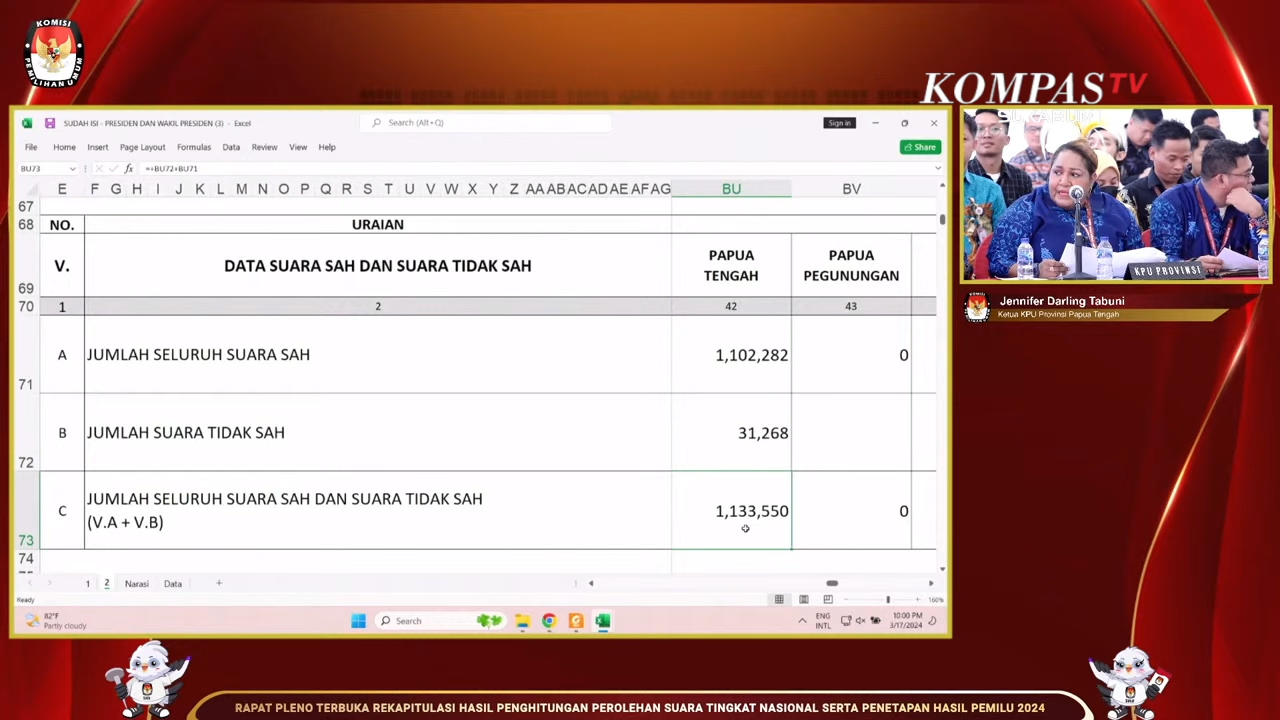 KOMISI
PEMILIHAN UMUM
KOMPASTV
SUDAH ISI - PRESIDEN DAN WAKIL PRESIDEN (3) - Excel
Search (Alt+Q)
Sign in
File Home Insert Page Layout Formulas Data Review View Help
Share
BU73 fx =+BU72+BU71
E F G H I J K L M N O P Q R S T U V W X Y Z AA AB AC AD AE AF AG BU BV
67
68 NO. URAIAN
69 V. DATA SUARA SAH DAN SUARA TIDAK SAH PAPUA TENGAH PAPUA PEGUNUNGAN
70 1 2 42 43
71 A JUMLAH SELURUH SUARA SAH 1,102,282 0
72 B JUMLAH SUARA TIDAK SAH 31,268
73 C JUMLAH SELURUH SUARA SAH DAN SUARA TIDAK SAH
(V.A + V.B) 1,133,550 0
74
1 2 Narasi Data +
Ready
160%
82°F
Partly cloudy
Search
ENG
INTL
10:00 PM
3/17/2024
KPU PROVINSI
Jennifer Darling Tabuni
Ketua KPU Provinsi Papua Tengah
RAPAT PLENO TERBUKA REKAPITULASI HASIL PENGHITUNGAN PEROLEHAN SUARA TINGKAT NASIONAL SERTA PENETAPAN HASIL PEMILU 2024